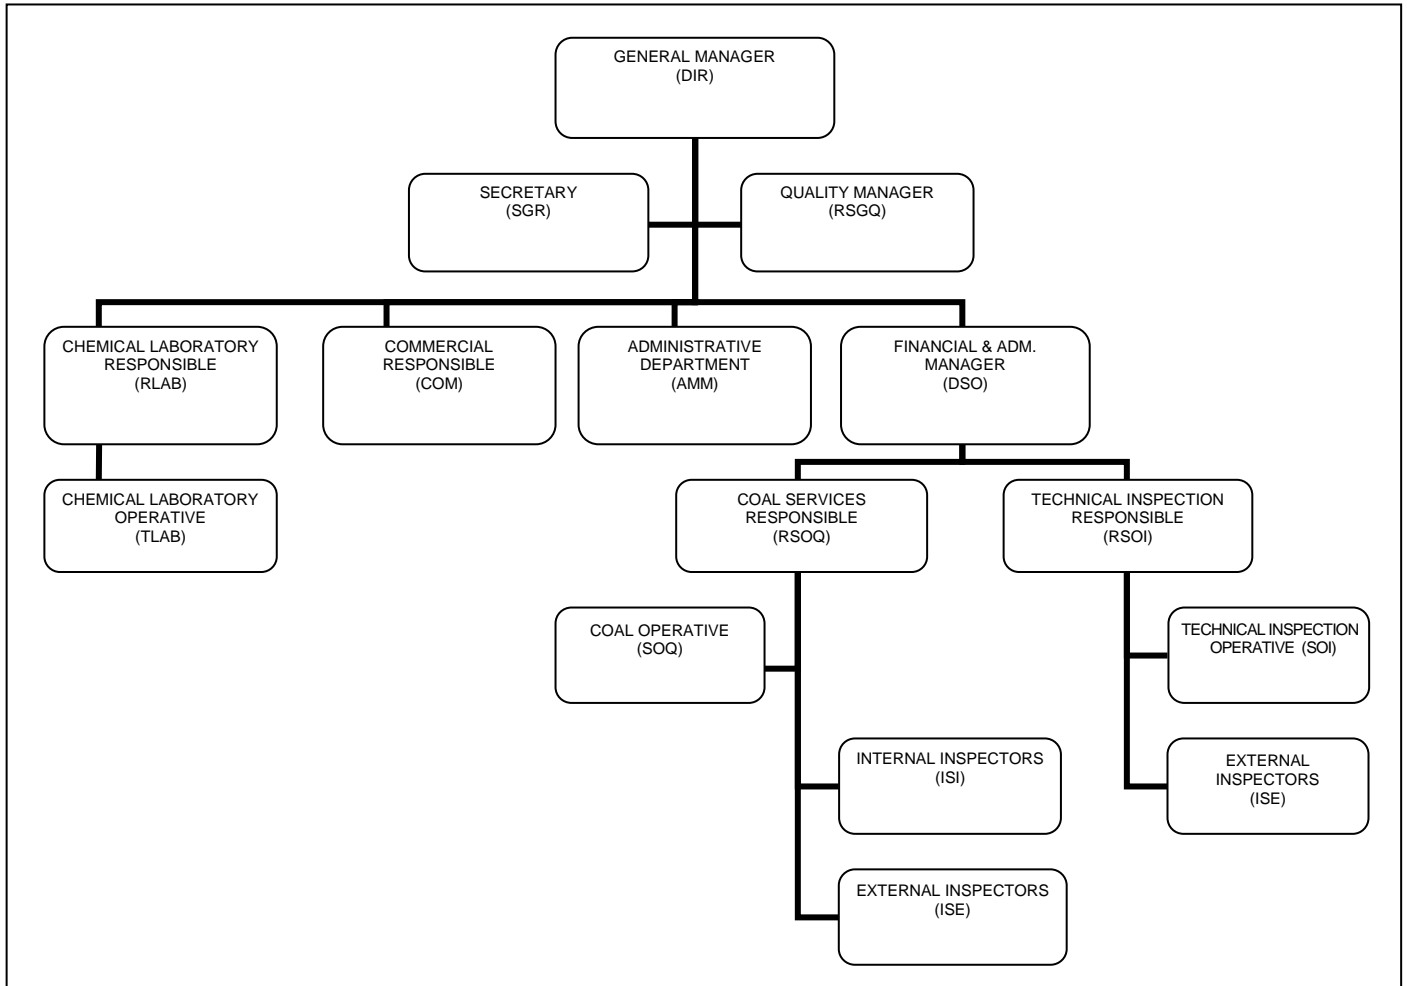 GENERAL MANAGER
(DIR)
SECRETARY
(SGR)
QUALITY MANAGER
(RSGQ)
CHEMICAL LABORATORY
RESPONSIBLE
(RLAB)
COMMERCIAL
RESPONSIBLE
(COM)
ADMINISTRATIVE
DEPARTMENT
(AMM)
FINANCIAL & ADM.
MANAGER
(DSO)
CHEMICAL LABORATORY
OPERATIVE
(TLAB)
COAL SERVICES
RESPONSIBLE
(RSOQ)
TECHNICAL INSPECTION
RESPONSIBLE
(RSOI)
COAL OPERATIVE
(SOQ)
TECHNICAL INSPECTION
OPERATIVE (SOI)
INTERNAL INSPECTORS
(ISI)
EXTERNAL
INSPECTORS
(ISE)
EXTERNAL INSPECTORS
(ISE)